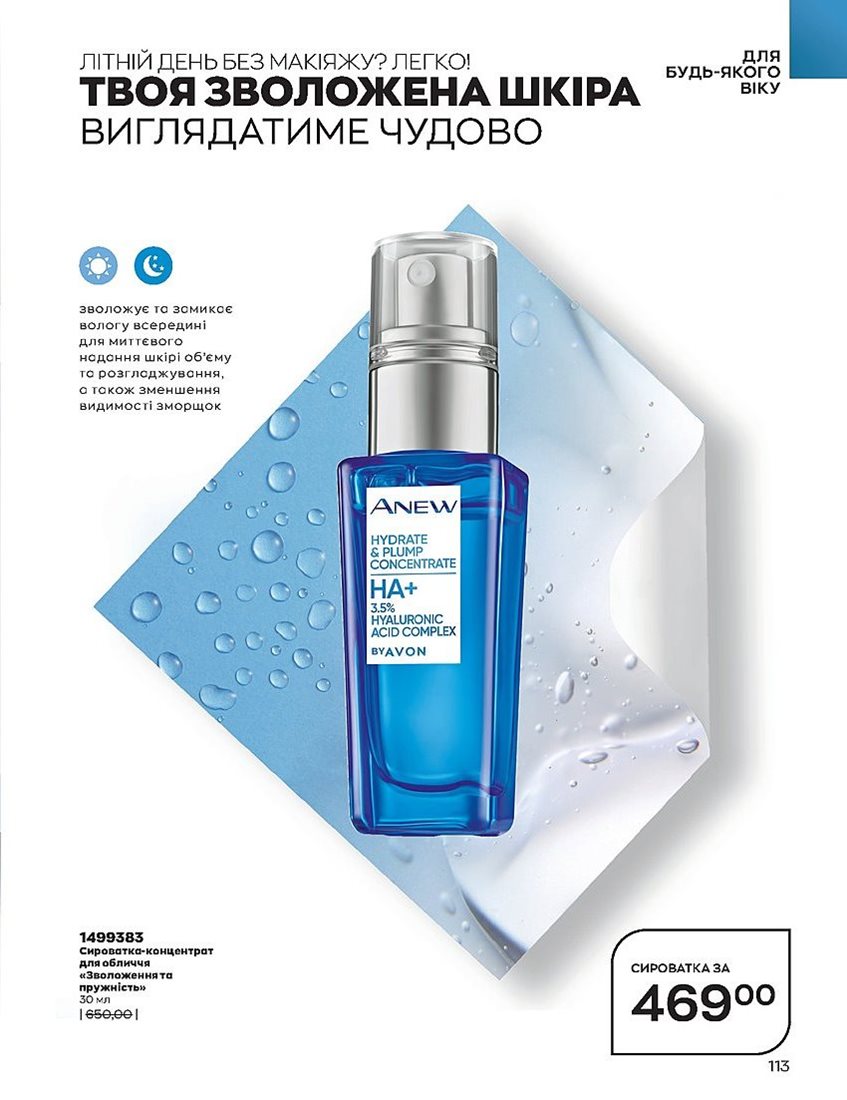 ЛІТНІЙ ДЕНЬ БЕЗ МАКІЯЖУ? ЛЕГКО!
ТВОЯ ЗВОЛОЖЕНА ШКІРА
ВИГЛЯДАТИМЕ ЧУДОВО
ДЛЯ
БУДЬ-ЯКОГО
ВІКУ
зволожує та замикає
вологу всередині
для миттєвого
надання шкірі об'єму
та розгладжування,
а також зменшення
видимості зморщок
ANEW
HYDRATE
& PLUMP
CONCENTRATE
HA+
3.5%
HYALURONIC
ACID COMPLEX
BY AVON
1499383
Сироватка-концентрат
для обличчя
«Зволоження та
пружність»
30 мл
| 650,00 |
СИРОВАТКА ЗА
469⁰⁰
113